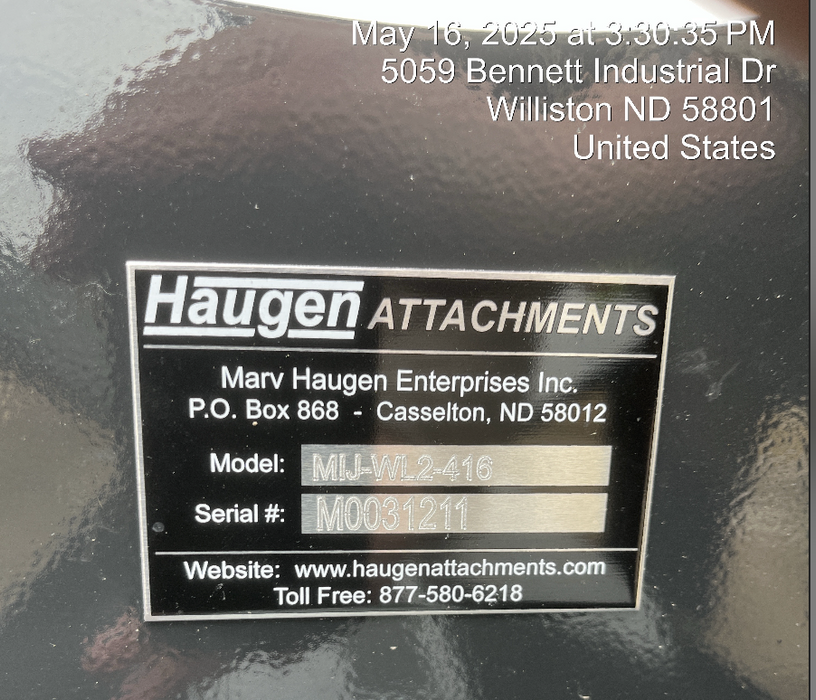 May 16, 2025 at 3:30:35 PM
5059 Bennett Industrial Dr
Williston ND 58801
United States
Haugen ATTACHMENTS
Marv Haugen Enterprises Inc.
P.O. Box 868 - Casselton, ND 58012
Model: MIJ-WL2-416
Serial #: M0031211
Website: www.haugenattachments.com
Toll Free: 877-580-6218